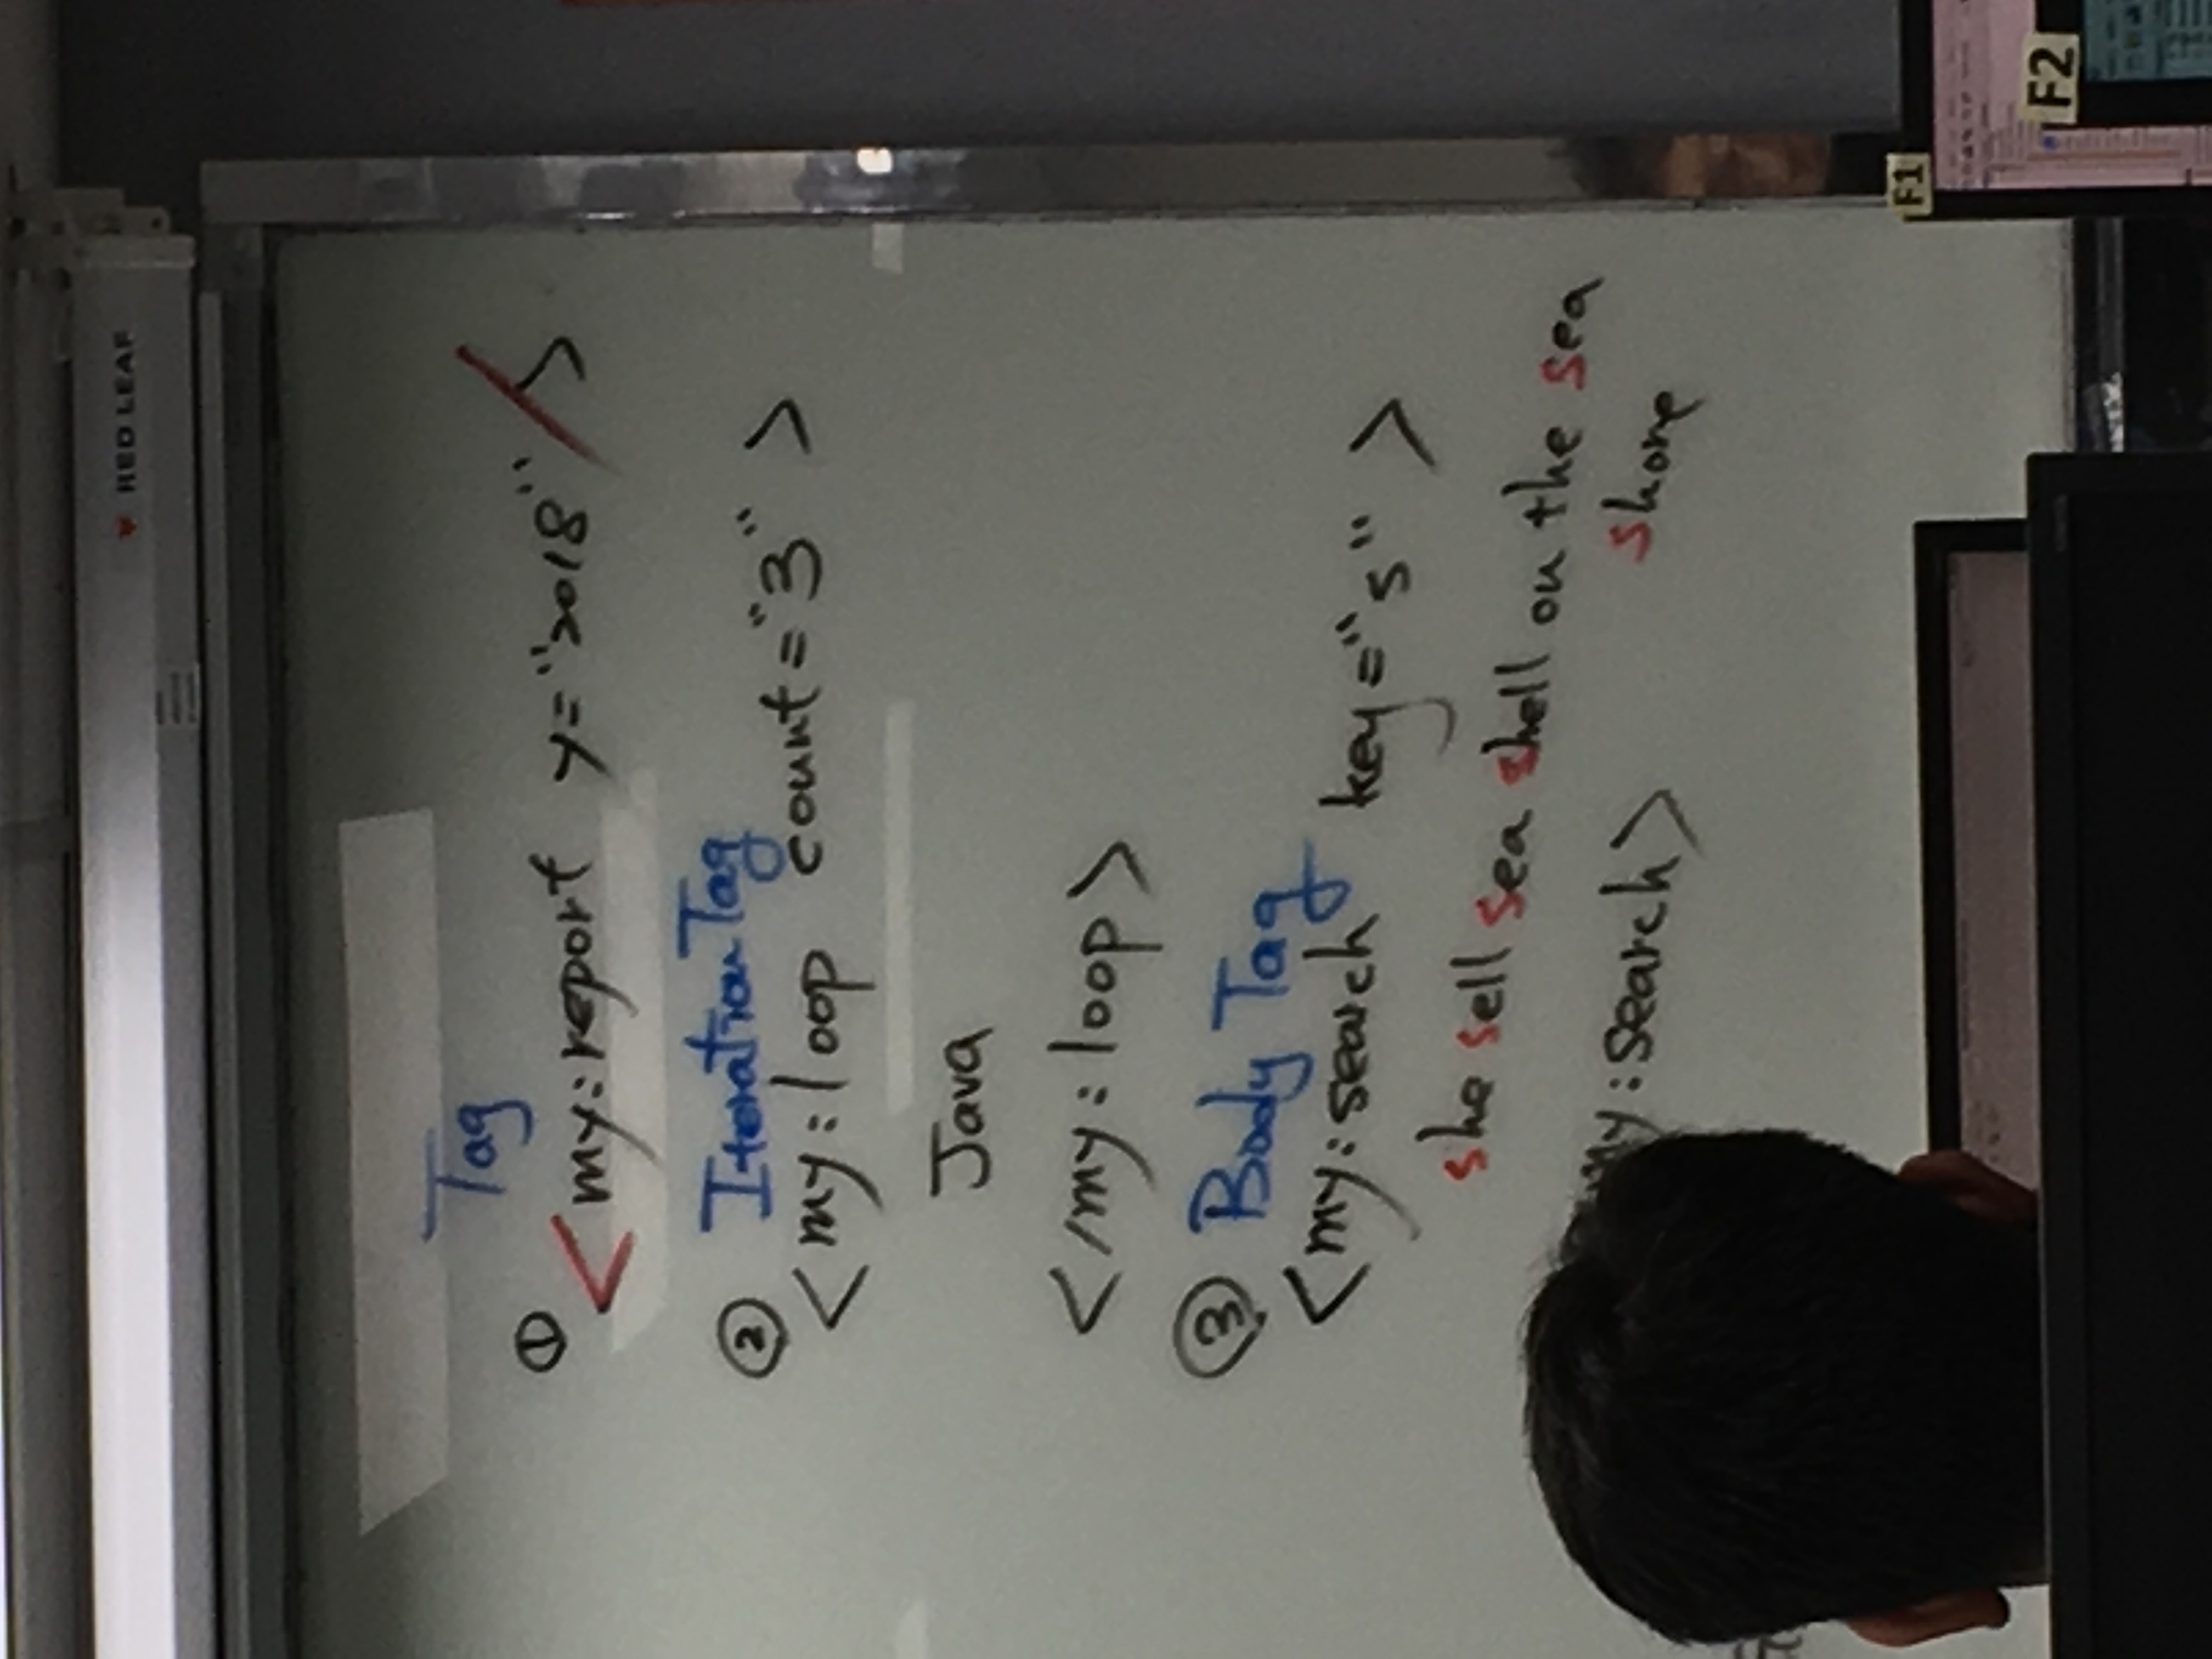 RED LEAF
Tag
①
<my:report y="2018"/>
② IterationTag
<my:loop count="3">
Java
</my:loop>
③ Body Tag
<my:search key="s">
she sell sea shell on the sea
shore
my:search>
F1
F2